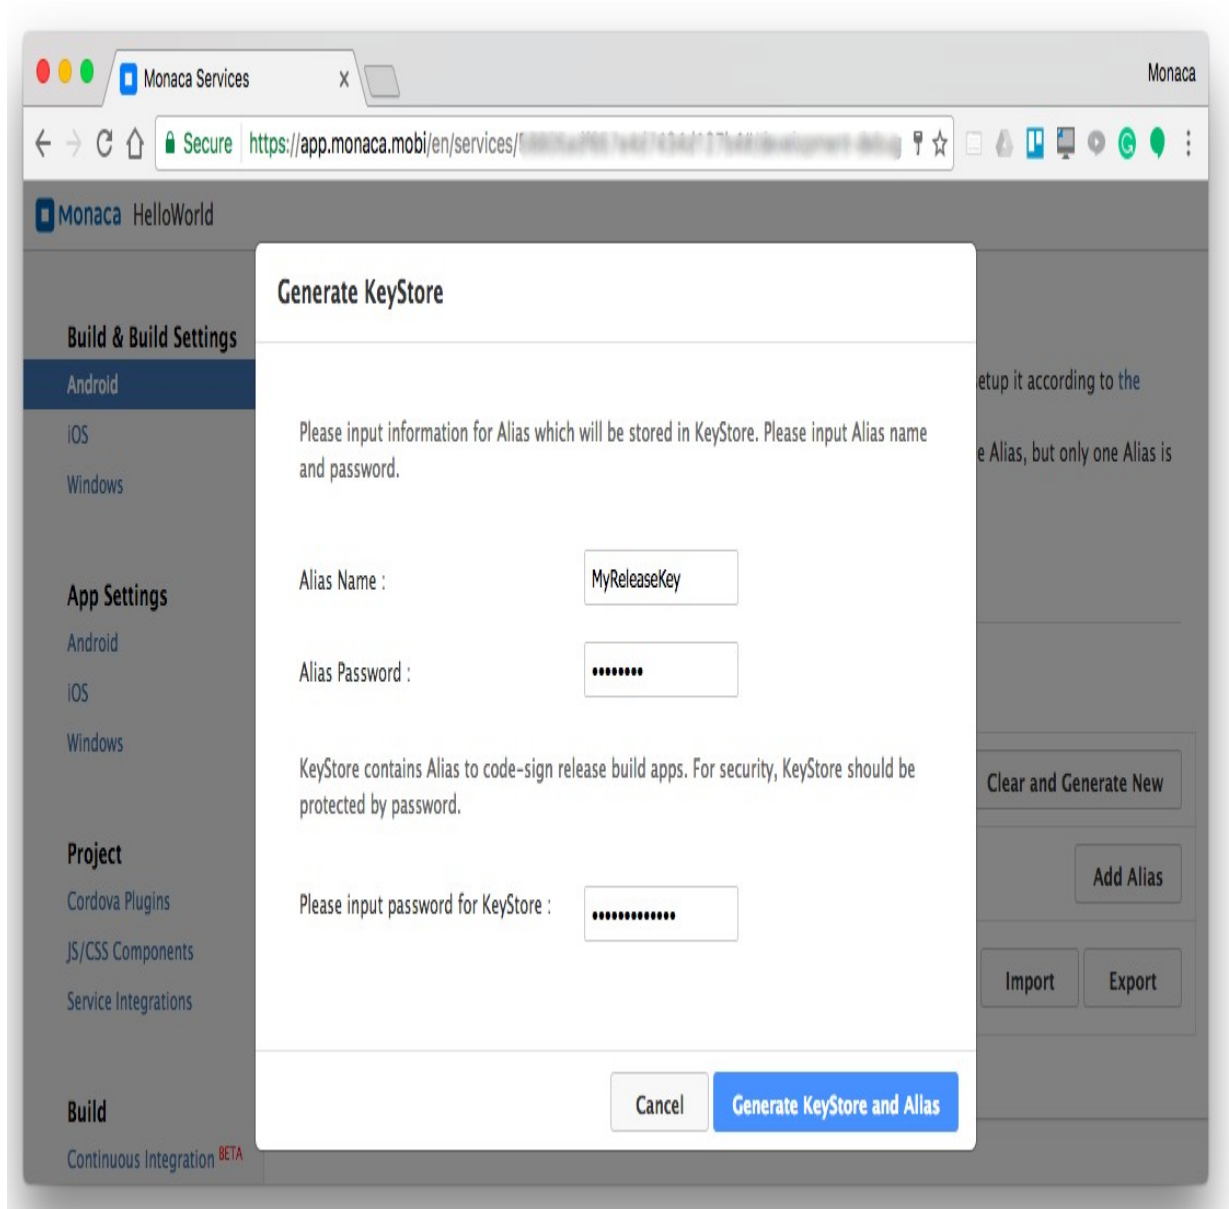 Monaca Services
Monaca
Secure https://app.monaca.mobi/en/services/
Monaca HelloWorld
Generate KeyStore
Build & Build Settings
Android
etup it according to the
iOS
Please input information for Alias which will be stored in KeyStore. Please input Alias name
e Alias, but only one Alias is
and password.
Windows
Alias Name :
MyReleaseKey
App Settings
Android
Alias Password :
••••••••
iOS
Windows
KeyStore contains Alias to code-sign release build apps. For security, KeyStore should be
Clear and Generate New
protected by password.
Project
Add Alias
Cordova Plugins
Please input password for KeyStore :
•••••••••••••
JS/CSS Components
Import
Export
Service Integrations
Build
Cancel
Generate KeyStore and Alias
Continuous Integration BETA